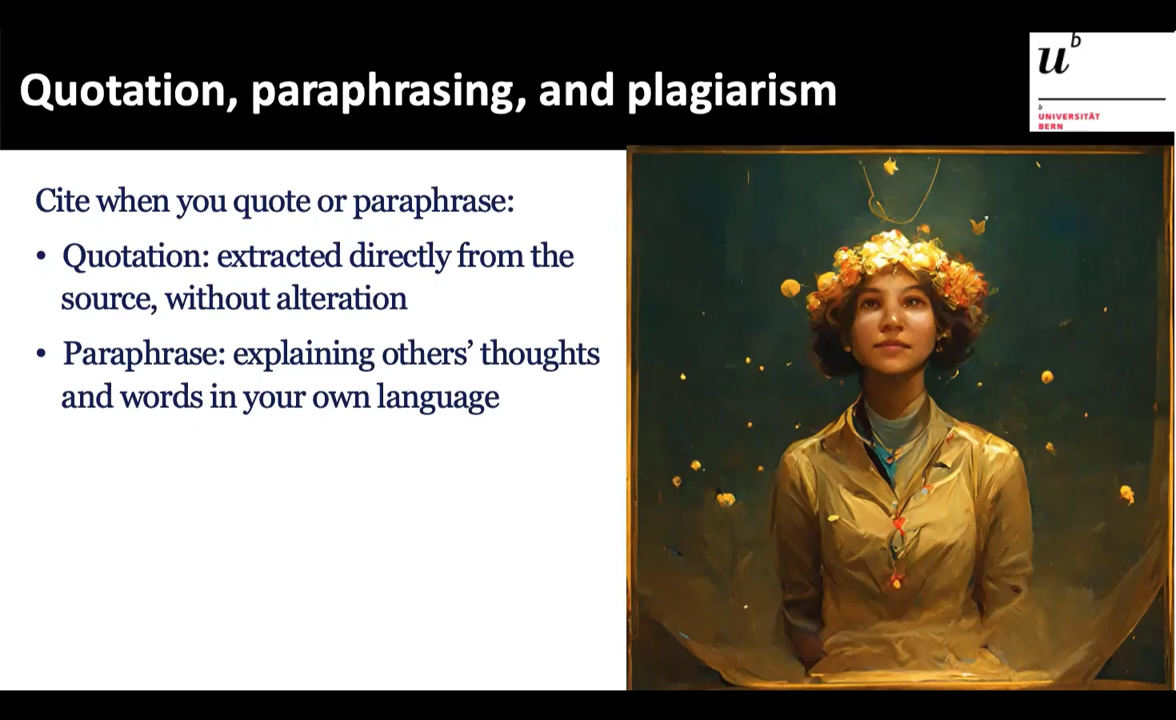 Quotation, paraphrasing, and plagiarism
u b
b
UNIVERSITÄT
BERN
Cite when you quote or paraphrase:
• Quotation: extracted directly from the
source, without alteration
• Paraphrase: explaining others’ thoughts
and words in your own language